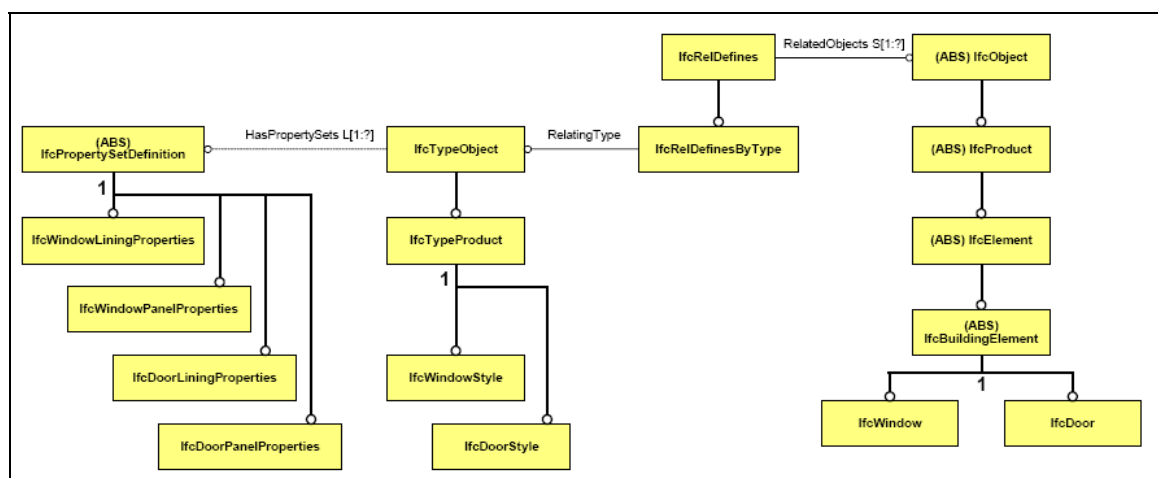 IfcRelDefines
RelatedObjects S[1:?]
(ABS) IfcObject
(ABS)
IfcPropertySetDefinition
HasPropertySets L[1:?]
IfcTypeObject
RelatingType
IfcRelDefinesByType
(ABS) IfcProduct
1
IfcWindowLiningProperties
IfcTypeProduct
(ABS) IfcElement
1
IfcWindowPanelProperties
(ABS)
IfcBuildingElement
IfcDoorLiningProperties
IfcWindowStyle
1
IfcWindow
IfcDoor
IfcDoorPanelProperties
IfcDoorStyle